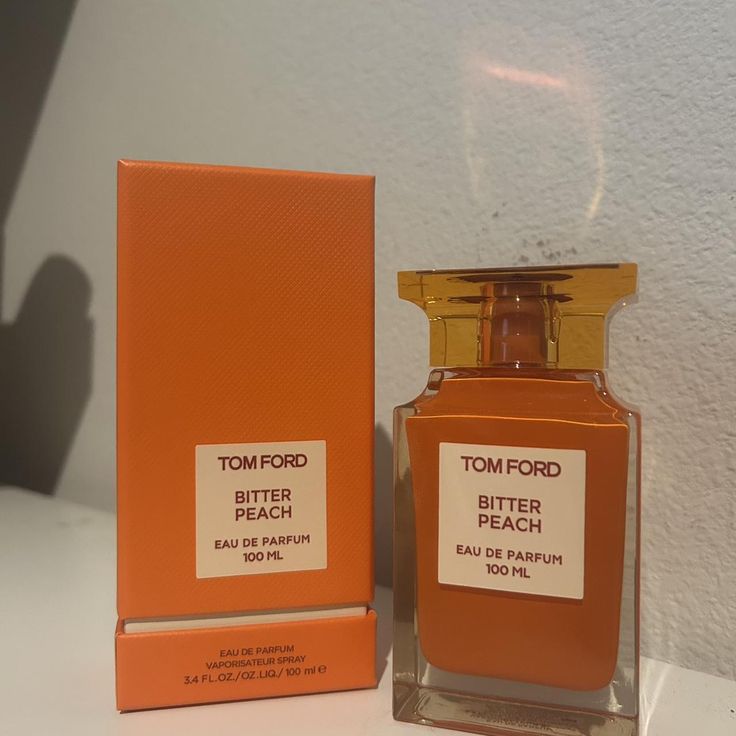 TOM FORD
BITTER
PEACH
EAU DE PARFUM
100 ML
EAU DE PARFUM
VAPORISATEUR SPRAY
3.4 FL.OZ./OZ.LIQ./ 100 ml e
TOM FORD
BITTER
PEACH
EAU DE PARFUM
100 ML